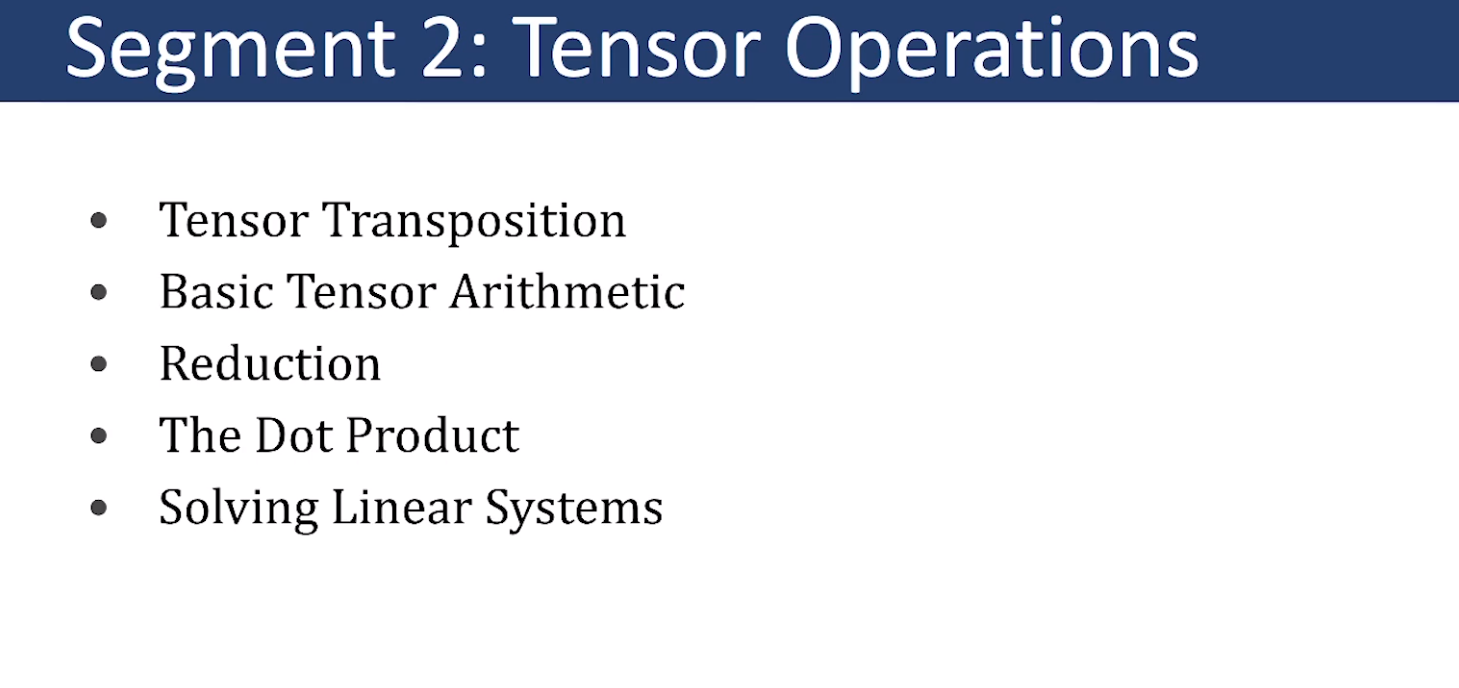 Segment 2: Tensor Operations
• Tensor Transposition
• Basic Tensor Arithmetic
• Reduction
• The Dot Product
• Solving Linear Systems